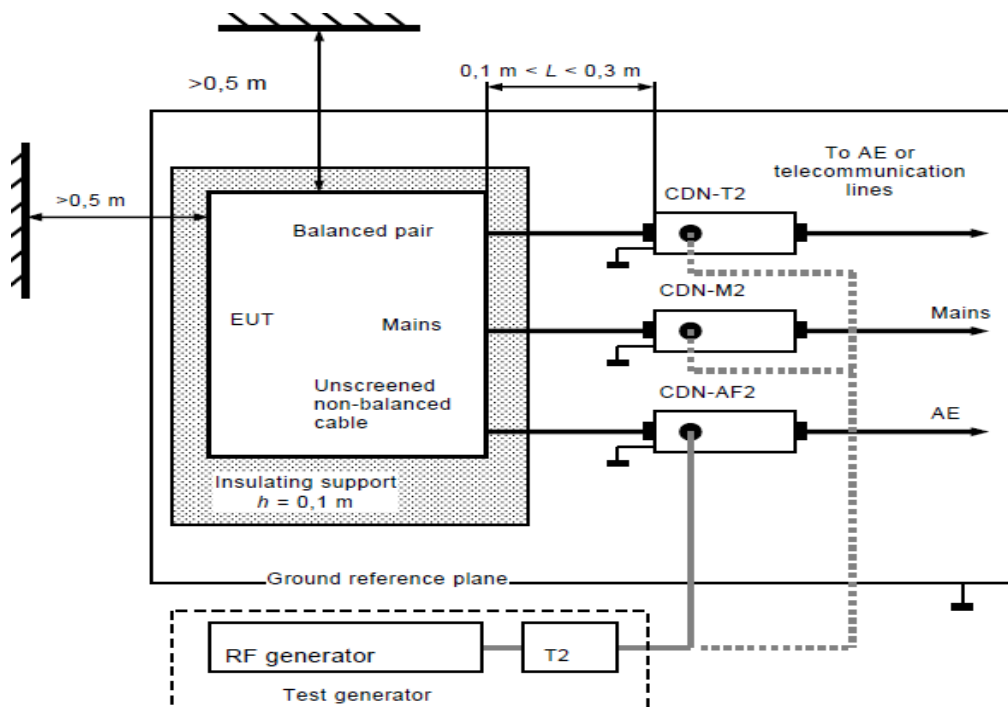 0,1 m < L < 0,3 m
>0,5 m
To AE or
telecommunication
lines
CDN-T2
>0,5 m
Balanced pair
CDN-M2
EUT
Mains
Mains
Unscreened
non-balanced
cable
CDN-AF2
AE
Insulating support
h = 0,1 m
Ground reference plane
RF generator
T2
Test generator